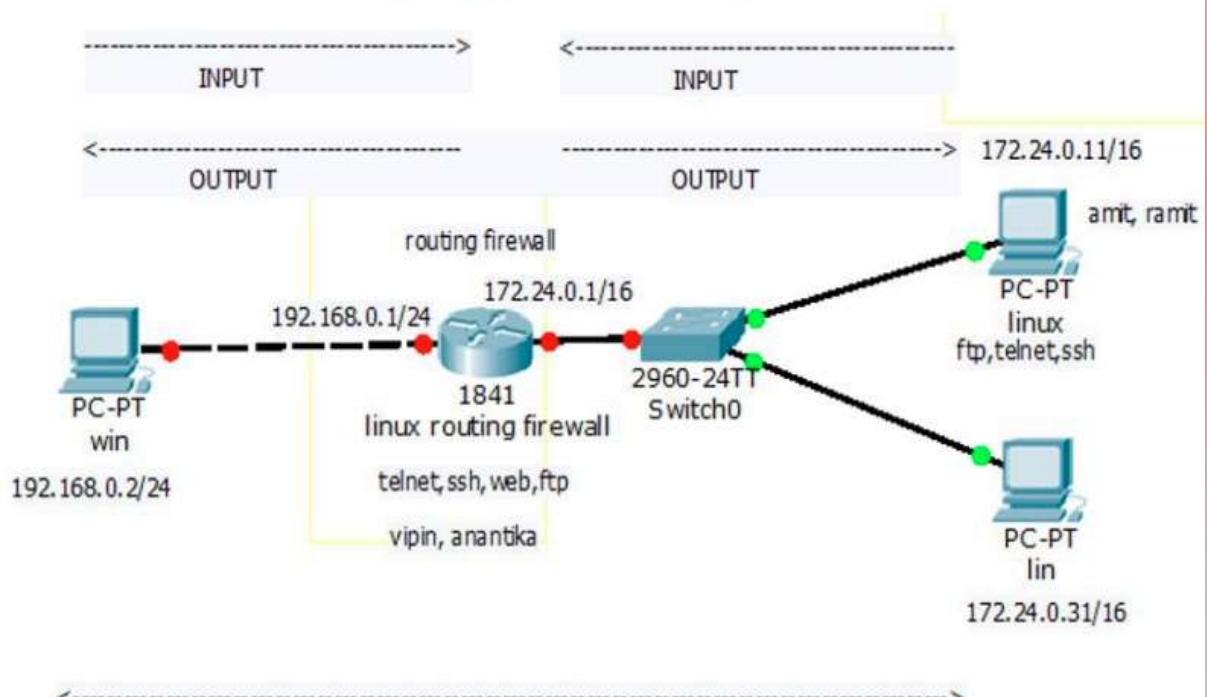 INPUT
INPUT
OUTPUT
OUTPUT
172.24.0.11/16
amit, ramit
routing firewall
172.24.0.1/16
192.168.0.1/24
PC-PT
linux
ftp,telnet,ssh
1841
linux routing firewall
2960-24TT
Switch0
PC-PT
win
192.168.0.2/24
telnet,ssh,web,ftp
vipin, anantika
PC-PT
lin
172.24.0.31/16